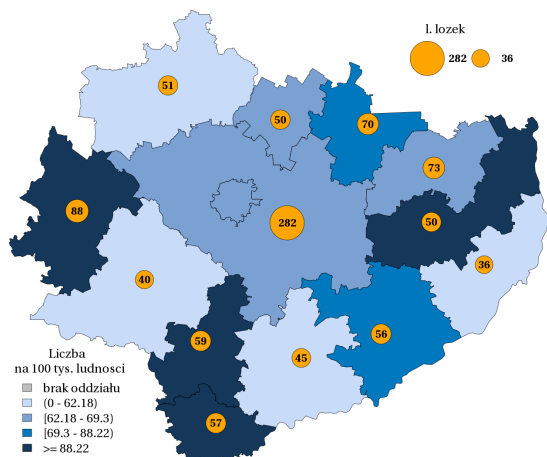 l. lozek
282 36
51
50
70
73
88
50
282
36
40
56
59
45
57
Liczba
na 100 tys. ludnosci
brak oddziału
(0 - 62.18)
[62.18 - 69.3)
[69.3 - 88.22)
>= 88.22